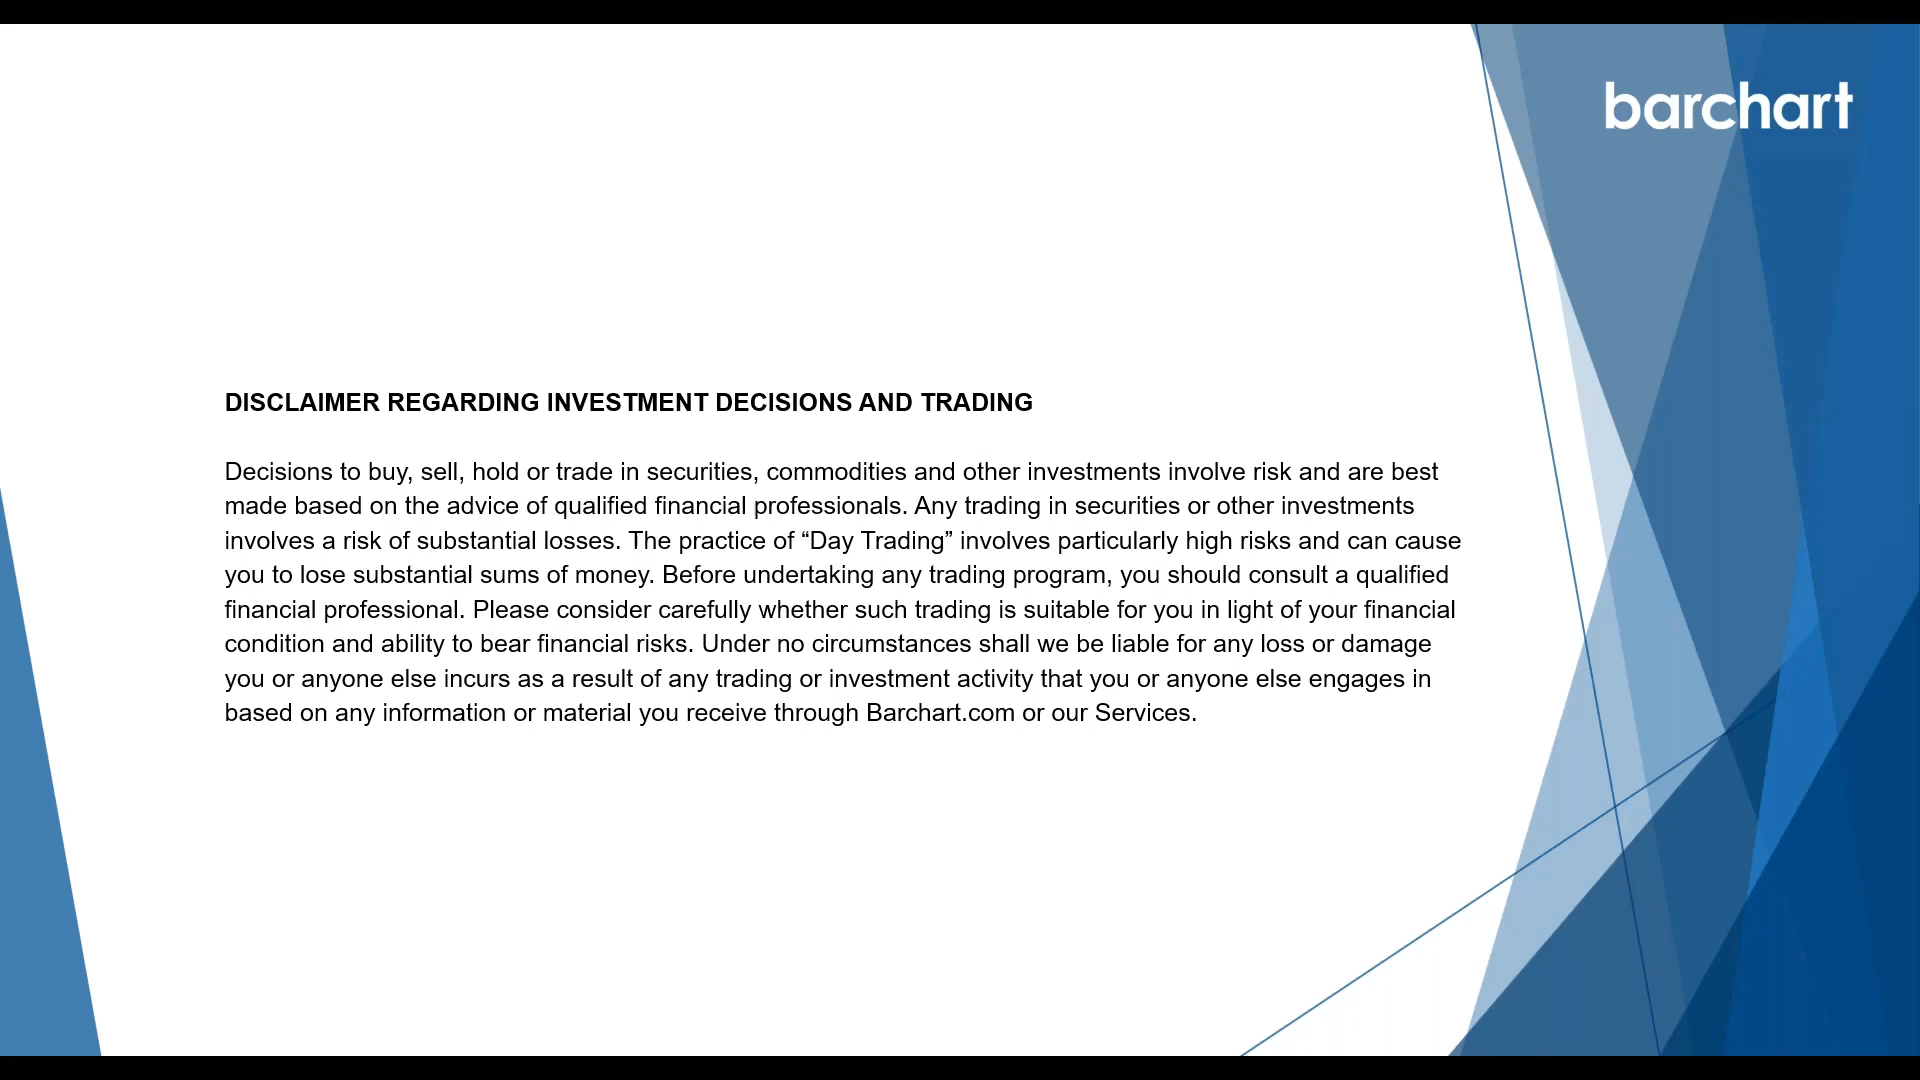 barchart
DISCLAIMER REGARDING INVESTMENT DECISIONS AND TRADING
Decisions to buy, sell, hold or trade in securities, commodities and other investments involve risk and are best
made based on the advice of qualified financial professionals. Any trading in securities or other investments
involves a risk of substantial losses. The practice of “Day Trading” involves particularly high risks and can cause
you to lose substantial sums of money. Before undertaking any trading program, you should consult a qualified
financial professional. Please consider carefully whether such trading is suitable for you in light of your financial
condition and ability to bear financial risks. Under no circumstances shall we be liable for any loss or damage
you or anyone else incurs as a result of any trading or investment activity that you or anyone else engages in
based on any information or material you receive through Barchart.com or our Services.